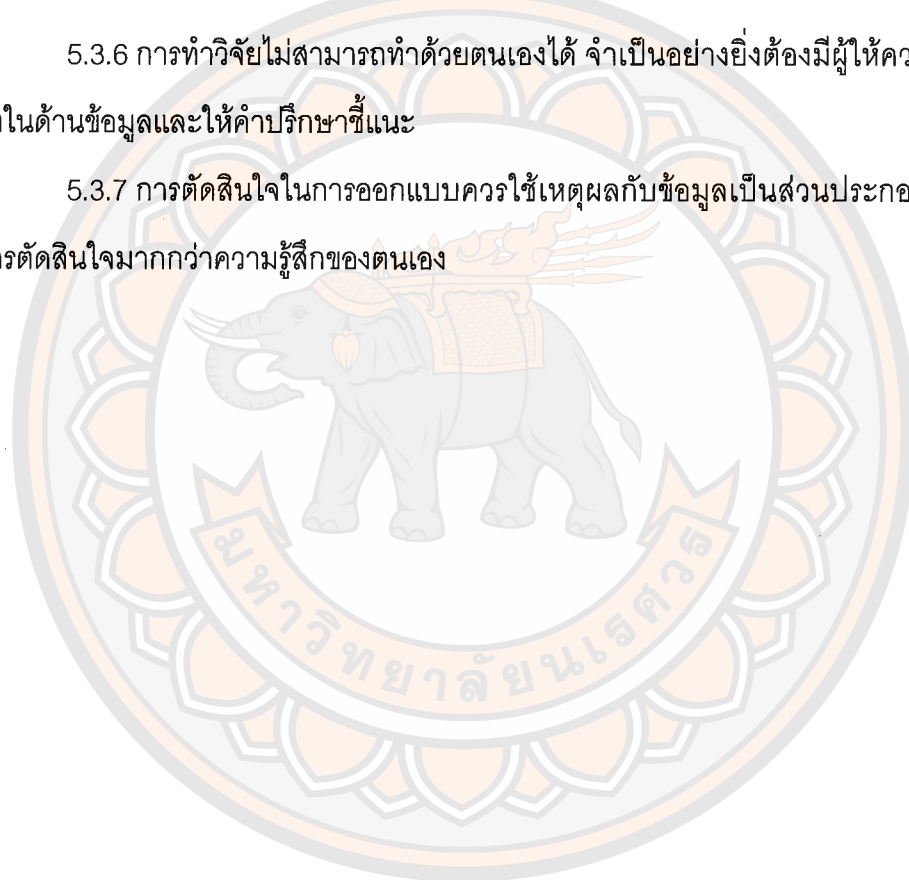 5.3.6 การทำวิจัยไม่สามารถทำด้วยตนเองได้ จำเป็นอย่างยิ่งต้องมีผู้ให้คว
ในด้านข้อมูลและให้คำปรึกษาชี้แนะ
5.3.7 การตัดสินใจในการออกแบบควรใช้เหตุผลกับข้อมูลเป็นส่วนประกอ
รตัดสินใจมากกว่าความรู้สึกของตนเอง
มหาวิทยาลัยนเรศวร